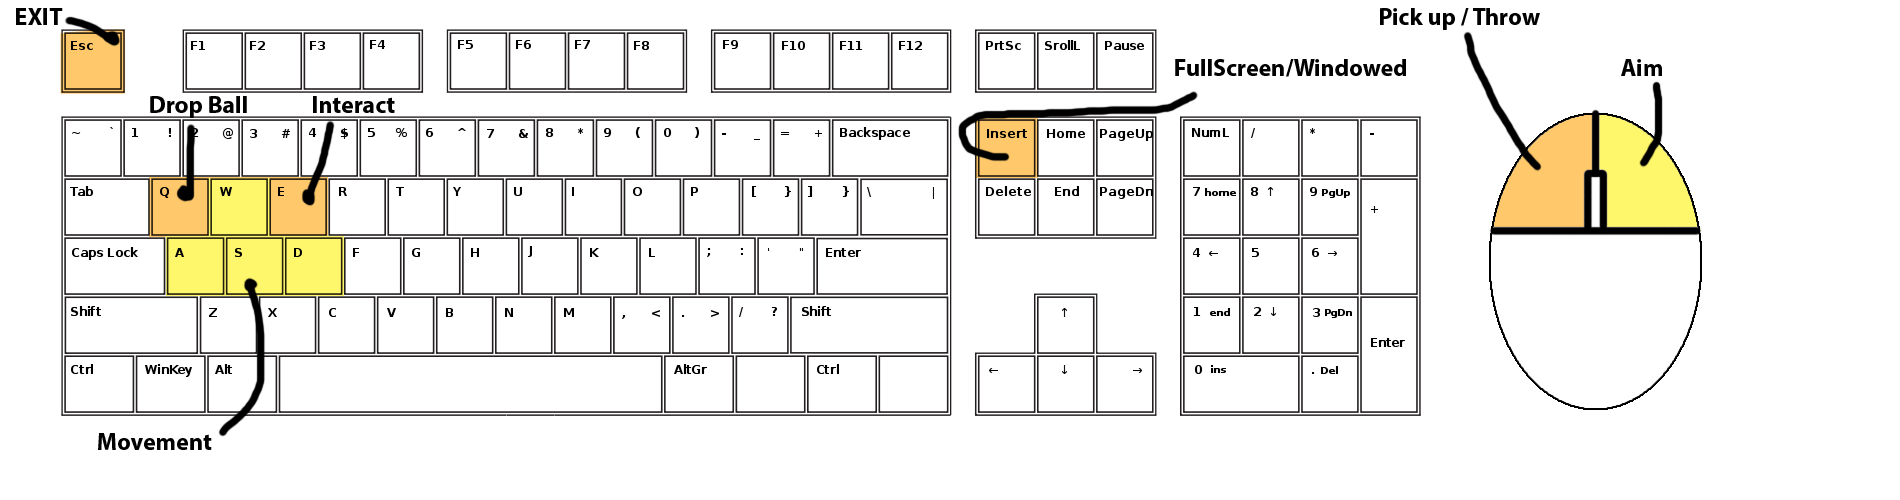 EXIT
Pick up / Throw
Esc F1 F2 F3 F4 F5 F6 F7 F8 F9 F10 F11 F12 PrtSc SrollL Pause
FullScreen/Windowed
Aim
Drop Ball Interact
~ ` 1 ! 2 @ 3 # 4 $ 5 % 6 ^ 7 & 8 * 9 ( 0 ) - _ = + Backspace Insert Home PageUp NumL / * -
Tab Q W E R T Y U I O P [ } ] } \ | Delete End PageDn 7 home 8 ↑ 9 PgUp +
Caps Lock A S D F G H J K L ; : ' " Enter 4 ← 5 6 →
Shift Z X C V B N M , < . > / ? Shift ↑ 1 end 2 ↓ 3 PgDn Enter
Ctrl WinKey Alt AltGr Ctrl ← ↓ → 0 ins . Del
Movement